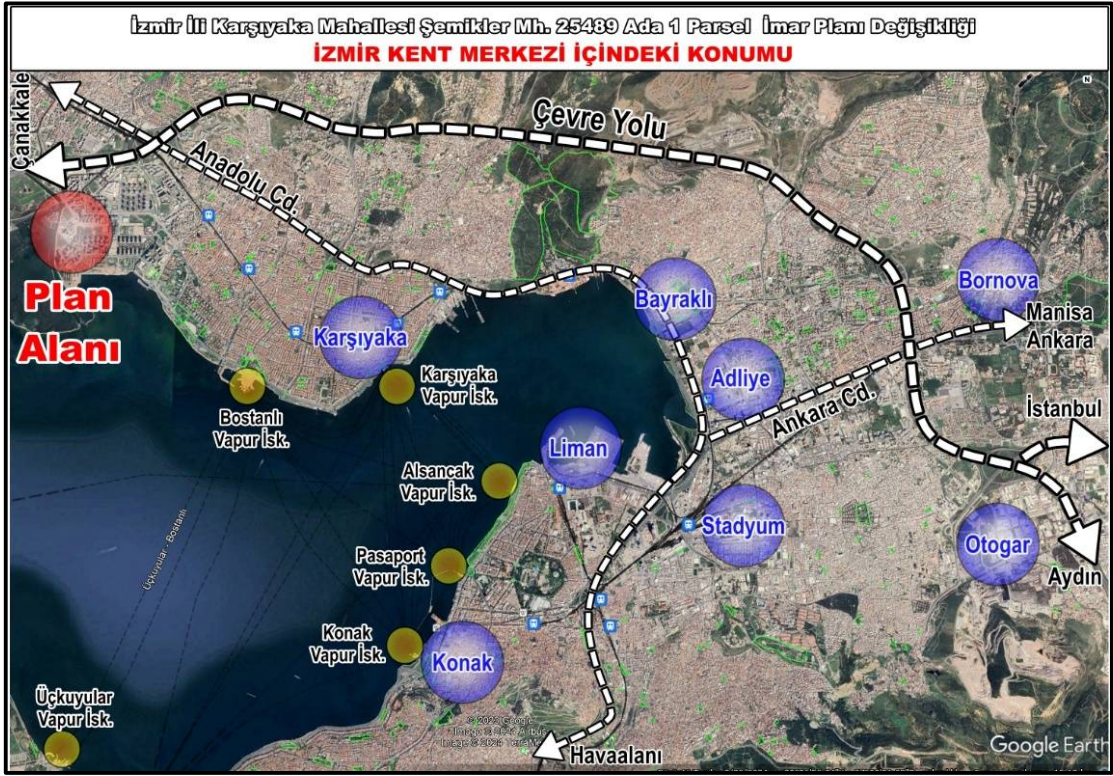 İzmir İli Karşıyaka Mahallesi Şemikler Mh. 25489 Ada 1 Parsel İmar Planı Değişikliği
İZMİR KENT MERKEZİ İÇİNDEKİ KONUMU
Çanakkale
Çevre Yolu
Anadolu Cd.
Plan
Alanı
Karşıyaka
Bayraklı
Bornova
Manisa
Ankara
Adliye
Ankara Cd.
İstanbul
Karşıyaka
Vapur İsk.
Bostanlı
Vapur İsk.
Liman
Alsancak
Vapur İsk.
Stadyum
Otogar
Aydın
Üçkuyular - Bostanlı
Pasaport
Vapur İsk.
Konak
Vapur İsk.
Konak
Üçkuyular
Vapur İsk.
Havaalanı
Google Earth
N